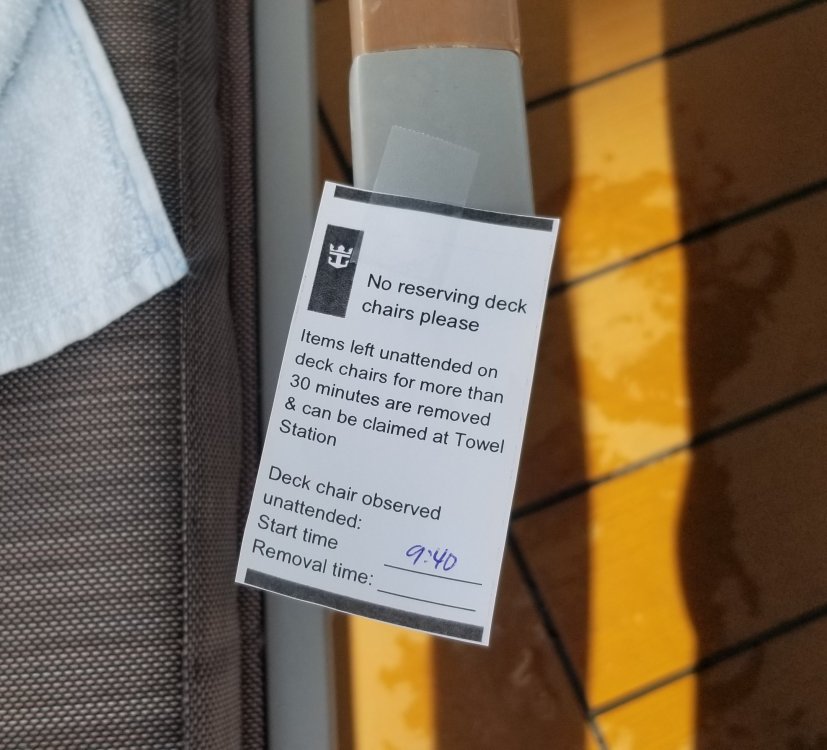 No reserving deck
chairs please
Items left unattended on
deck chairs for more than
30 minutes are removed
& can be claimed at Towel
Station
Deck chair observed
unattended:
Start time 9:40
Removal time: